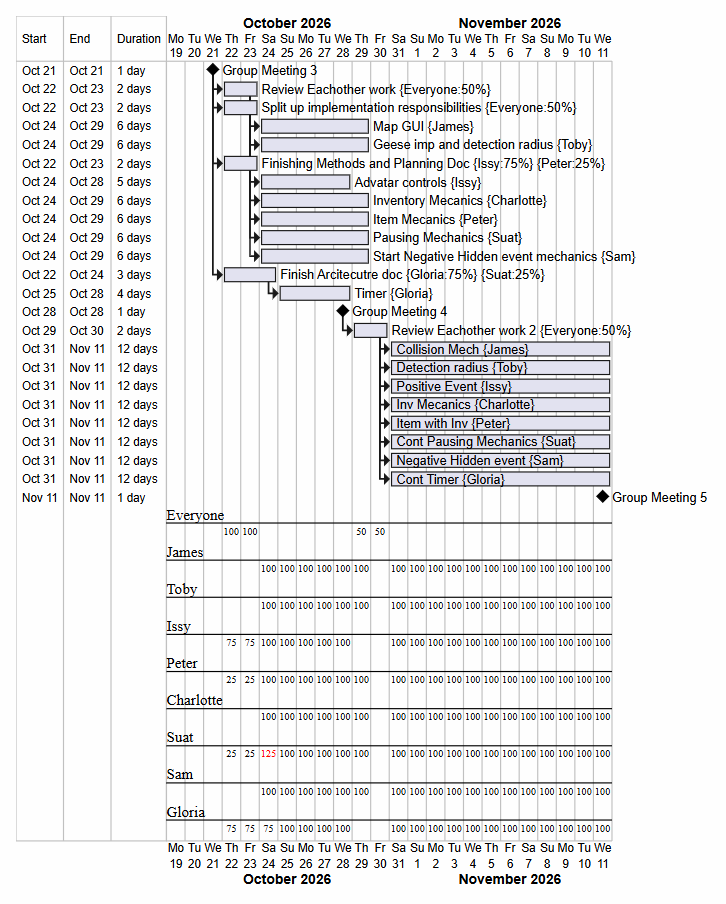 October 2026 November 2026
Start End Duration Mo Tu We Th Fr Sa Su Mo Tu We Th Fr Sa Su Mo Tu We Th Fr Sa Su Mo Tu We
19 20 21 22 23 24 25 26 27 28 29 30 31 1 2 3 4 5 6 7 8 9 10 11
Oct 21 Oct 21 1 day Group Meeting 3
Oct 22 Oct 23 2 days Review Eachother work {Everyone:50%}
Oct 22 Oct 23 2 days Split up implementation responsibilities {Everyone:50%}
Oct 24 Oct 29 6 days Map GUI {James}
Oct 24 Oct 29 6 days Geese imp and detection radius {Toby}
Oct 22 Oct 23 2 days Finishing Methods and Planning Doc {Issy:75%} {Peter:25%}
Oct 24 Oct 28 5 days Advatar controls {Issy}
Oct 24 Oct 29 6 days Inventory Mecanics {Charlotte}
Oct 24 Oct 29 6 days Item Mecanics {Peter}
Oct 24 Oct 29 6 days Pausing Mechanics {Suat}
Oct 24 Oct 29 6 days Start Negative Hidden event mechanics {Sam}
Oct 22 Oct 24 3 days Finish Arcitecutre doc {Gloria:75%} {Suat:25%}
Oct 25 Oct 28 4 days Timer {Gloria}
Oct 28 Oct 28 1 day Group Meeting 4
Oct 29 Oct 30 2 days Review Eachother work 2 {Everyone:50%}
Oct 31 Nov 11 12 days Collision Mech {James}
Oct 31 Nov 11 12 days Detection radius {Toby}
Oct 31 Nov 11 12 days Positive Event {Issy}
Oct 31 Nov 11 12 days Inv Mecanics {Charlotte}
Oct 31 Nov 11 12 days Item with Inv {Peter}
Oct 31 Nov 11 12 days Cont Pausing Mechanics {Suat}
Oct 31 Nov 11 12 days Negative Hidden event {Sam}
Oct 31 Nov 11 12 days Cont Timer {Gloria}
Nov 11 Nov 11 1 day Group Meeting 5
Everyone
100 100 50 50
James
100 100 100 100 100 100 100 100 100 100 100 100 100 100 100 100 100 100
Toby
100 100 100 100 100 100 100 100 100 100 100 100 100 100 100 100 100 100
Issy
75 75 100 100 100 100 100 100 100 100 100 100 100 100 100 100 100 100 100
Peter
25 25 100 100 100 100 100 100 100 100 100 100 100 100 100 100 100 100 100 100
Charlotte
100 100 100 100 100 100 100 100 100 100 100 100 100 100 100 100 100 100
Suat
25 25 125 100 100 100 100 100 100 100 100 100 100 100 100 100 100 100 100 100
Sam
100 100 100 100 100 100 100 100 100 100 100 100 100 100 100 100 100 100
Gloria
75 75 75 100 100 100 100 100 100 100 100 100 100 100 100 100 100 100 100
Mo Tu We Th Fr Sa Su Mo Tu We Th Fr Sa Su Mo Tu We Th Fr Sa Su Mo Tu We
19 20 21 22 23 24 25 26 27 28 29 30 31 1 2 3 4 5 6 7 8 9 10 11
October 2026 November 2026